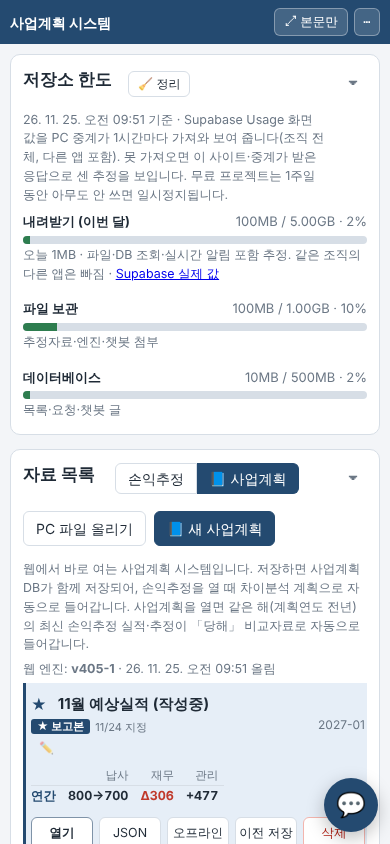 사업계획 시스템
⤢ 본문만
⋯
저장소 한도
🧹 정리
26. 11. 25. 오전 09:51 기준 · Supabase Usage 화면
값을 PC 중계가 1시간마다 가져와 보여 줍니다(조직 전
체, 다른 앱 포함). 못 가져오면 이 사이트·중계가 받은
응답으로 센 추정을 보입니다. 무료 프로젝트는 1주일
동안 아무도 안 쓰면 일시정지됩니다.
내려받기 (이번 달) 100MB / 5.00GB · 2%
오늘 1MB · 파일·DB 조회·실시간 알림 포함 추정. 같은 조직의
다른 앱은 빠짐 · Supabase 실제 값
파일 보관 100MB / 1.00GB · 10%
추정자료·엔진·챗봇 첨부
데이터베이스 10MB / 500MB · 2%
목록·요청·챗봇 글
자료 목록
손익추정 📘 사업계획
PC 파일 올리기 📘 새 사업계획
웹에서 바로 여는 사업계획 시스템입니다. 저장하면 사업계획
DB가 함께 저장되어, 손익추정을 열 때 차이분석 계획으로 자
동으로 들어갑니다. 사업계획을 열면 같은 해(계획연도 전년)
의 최신 손익추정 실적·추정이 「당해」 비교자료로 자동으로
들어갑니다.
웹 엔진: v405-1 · 26. 11. 25. 오전 09:51 올림
★ 11월 예상실적 (작성중)
★ 보고본 11/24 지정 2027-01
✏️
납사 재무 관리
연간 800→700 Δ306 +477
열기 JSON 오프라인 이전 저장 삭제